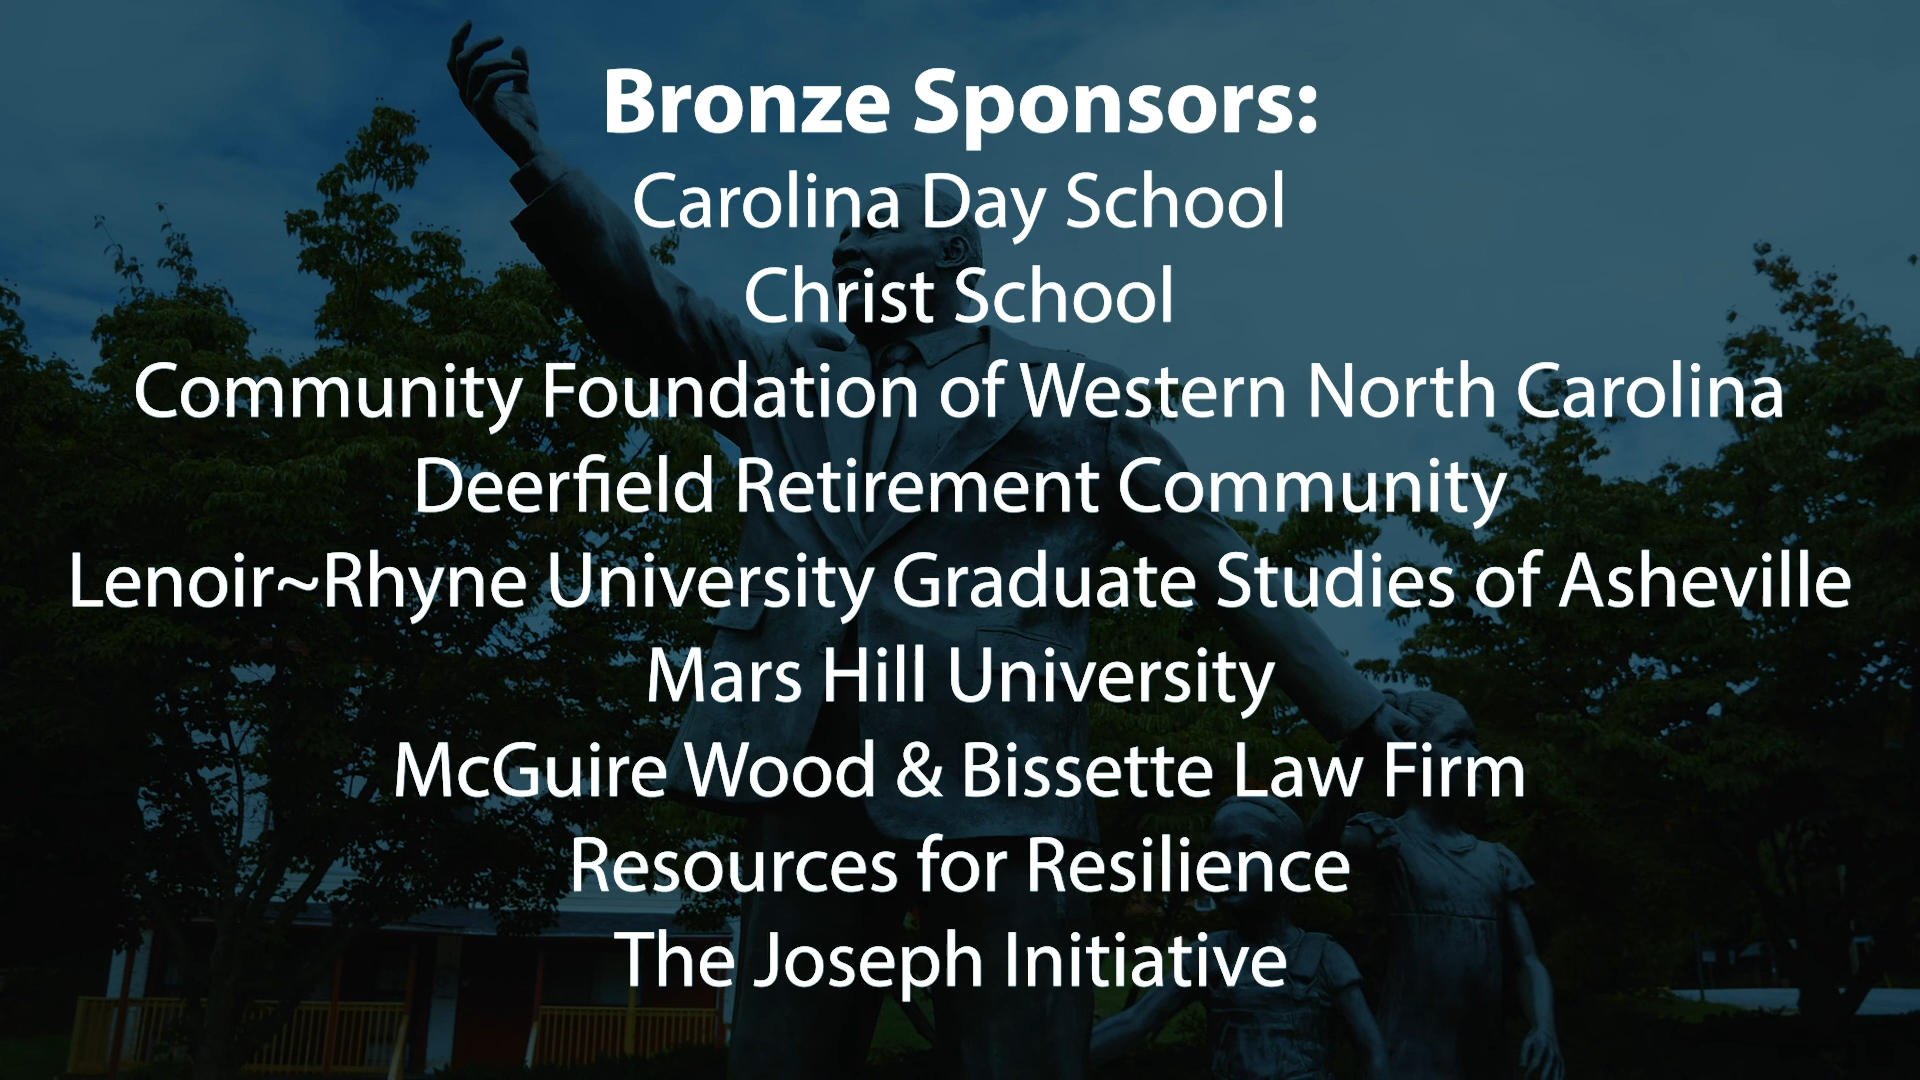 Bronze Sponsors:
Carolina Day School
Christ School
Community Foundation of Western North Carolina
Deerfield Retirement Community
Lenoir~Rhyne University Graduate Studies of Asheville
Mars Hill University
McGuire Wood & Bissette Law Firm
Resources for Resilience
The Joseph Initiative